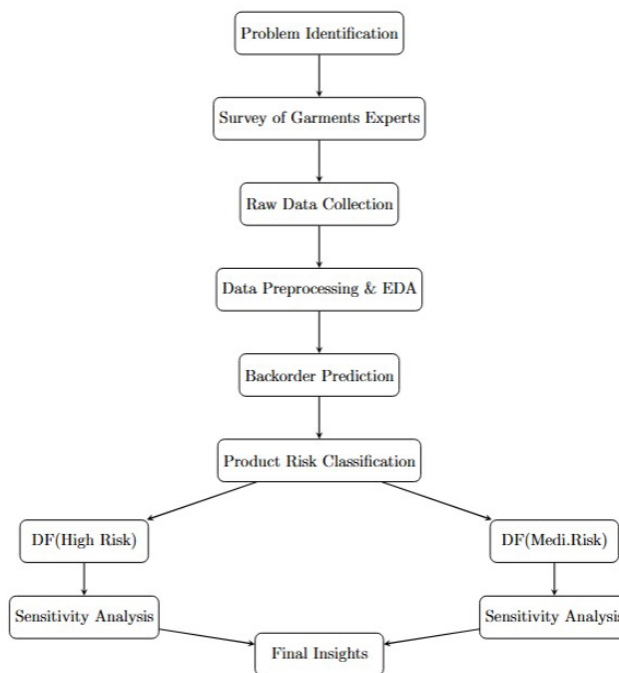 Problem Identification
Survey of Garments Experts
Raw Data Collection
Data Preprocessing & EDA
Backorder Prediction
Product Risk Classification
DF(High Risk)
DF(Medi.Risk)
Sensitivity Analysis
Sensitivity Analysis
Final Insights